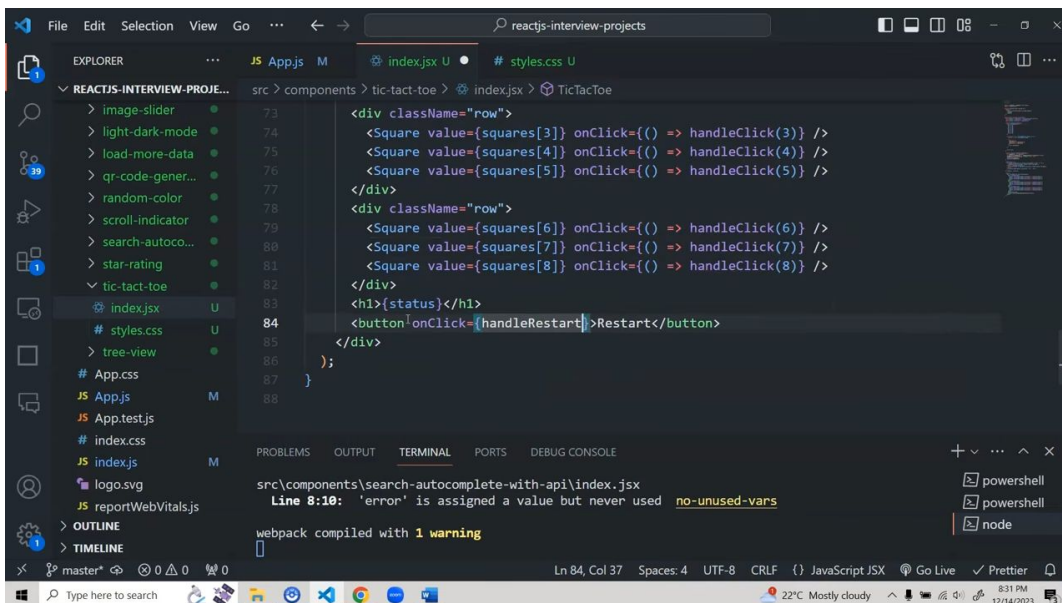 File Edit Selection View Go ··· reactjs-interview-projects
EXPLORER ···
REACTJS-INTERVIEW-PROJE...
image-slider
light-dark-mode
load-more-data
qr-code-gener...
random-color
scroll-indicator
search-autoco...
star-rating
tic-tact-toe
index.jsx U
# styles.css U
tree-view
# App.css
JS App.js M
JS App.test.js
# index.css
JS index.js M
logo.svg
JS reportWebVitals.js
OUTLINE
TIMELINE
1
39
1
1
JS App.js M index.jsx U # styles.css U
src > components > tic-tact-toe > index.jsx > TicTacToe
73 <div className="row">
74 <Square value={squares[3]} onClick={() => handleClick(3)} />
75 <Square value={squares[4]} onClick={() => handleClick(4)} />
76 <Square value={squares[5]} onClick={() => handleClick(5)} />
77 </div>
78 <div className="row">
79 <Square value={squares[6]} onClick={() => handleClick(6)} />
80 <Square value={squares[7]} onClick={() => handleClick(7)} />
81 <Square value={squares[8]} onClick={() => handleClick(8)} />
82 </div>
83 <h1>{status}</h1>
84 <button onClick={handleRestart}>Restart</button>
85 </div>
86 );
87 }
88
PROBLEMS OUTPUT TERMINAL PORTS DEBUG CONSOLE
src\components\search-autocomplete-with-api\index.jsx
Line 8:10: 'error' is assigned a value but never used no-unused-vars
webpack compiled with 1 warning
powershell
powershell
node
master* 0 0 0 Ln 84, Col 37 Spaces: 4 UTF-8 CRLF {} JavaScript JSX Go Live Prettier
Type here to search 22°C Mostly cloudy 8:31 PM
12/14/2023